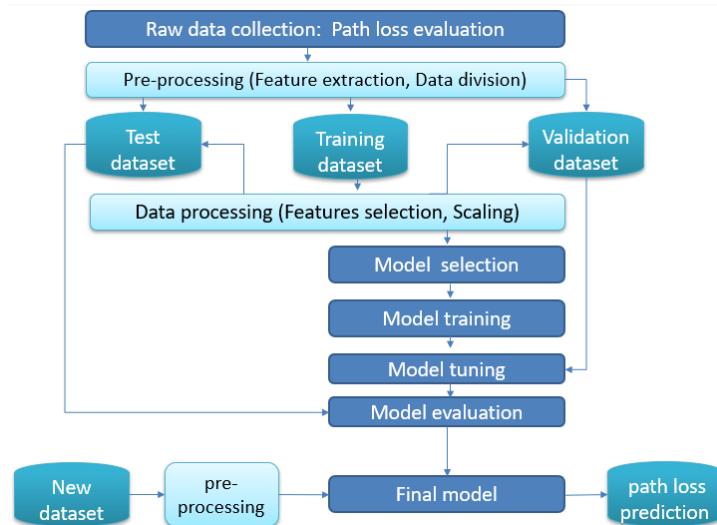 Raw data collection: Path loss evaluation
Pre-processing (Feature extraction, Data division)
Test
dataset
Training
dataset
Validation
dataset
Data processing (Features selection, Scaling)
Model selection
Model training
Model tuning
Model evaluation
New
dataset
pre-
processing
Final model
path loss
prediction